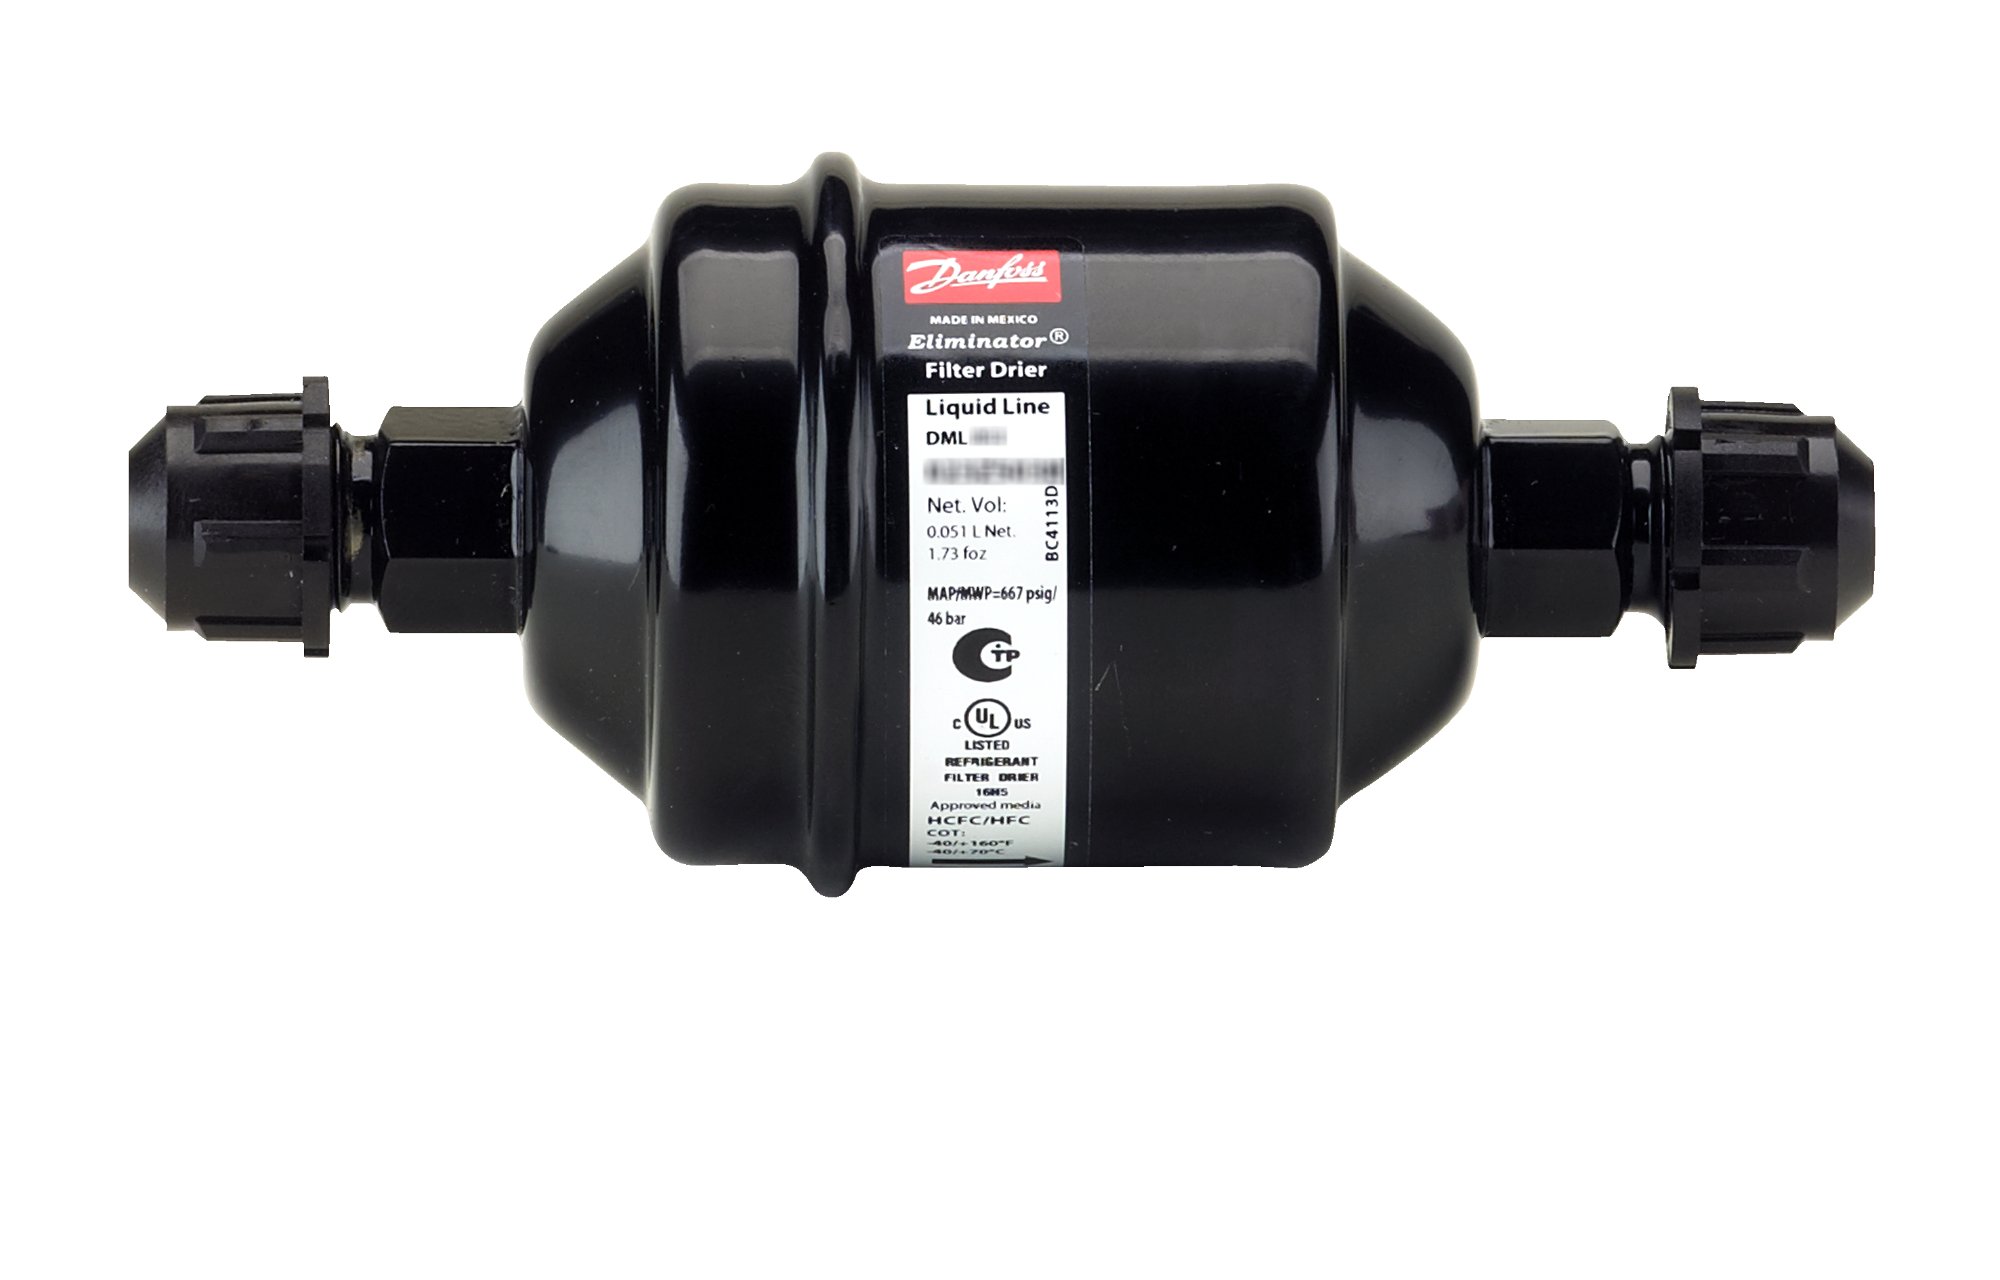 Danfoss
MADE IN MEXICO
Eliminator®
Filter Drier
Liquid Line
DML
Net. Vol:
0.051 L Net.
1.73 foz
BC4113D
MAP/MWP=667 psig/
46 bar
C UL US
LISTED
REFRIGERANT
FILTER DRIER
16H5
Approved media
HCFC/HFC
COT:
-40/+160°F
-40/+70°C